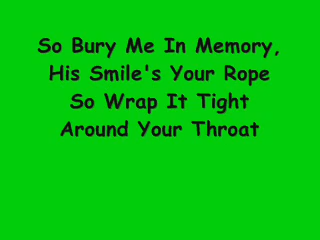 So Bury Me In Memory,
His Smile's Your Rope
So Wrap It Tight
Around Your Throat